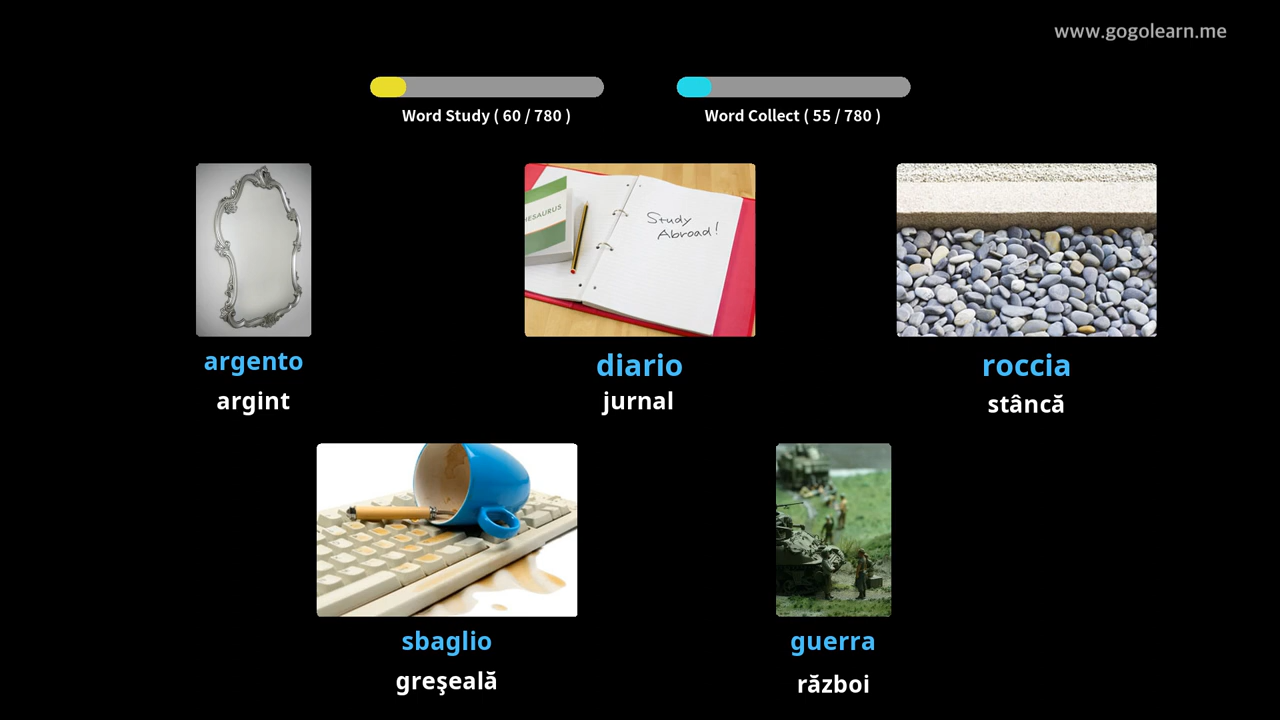 www.gogolearn.me
Word Study ( 60 / 780 )
Word Collect ( 55 / 780 )
HESAURUS
Study
Abroad!
argento
argint
diario
jurnal
roccia
stâncă
sbaglio
greşeală
guerra
război